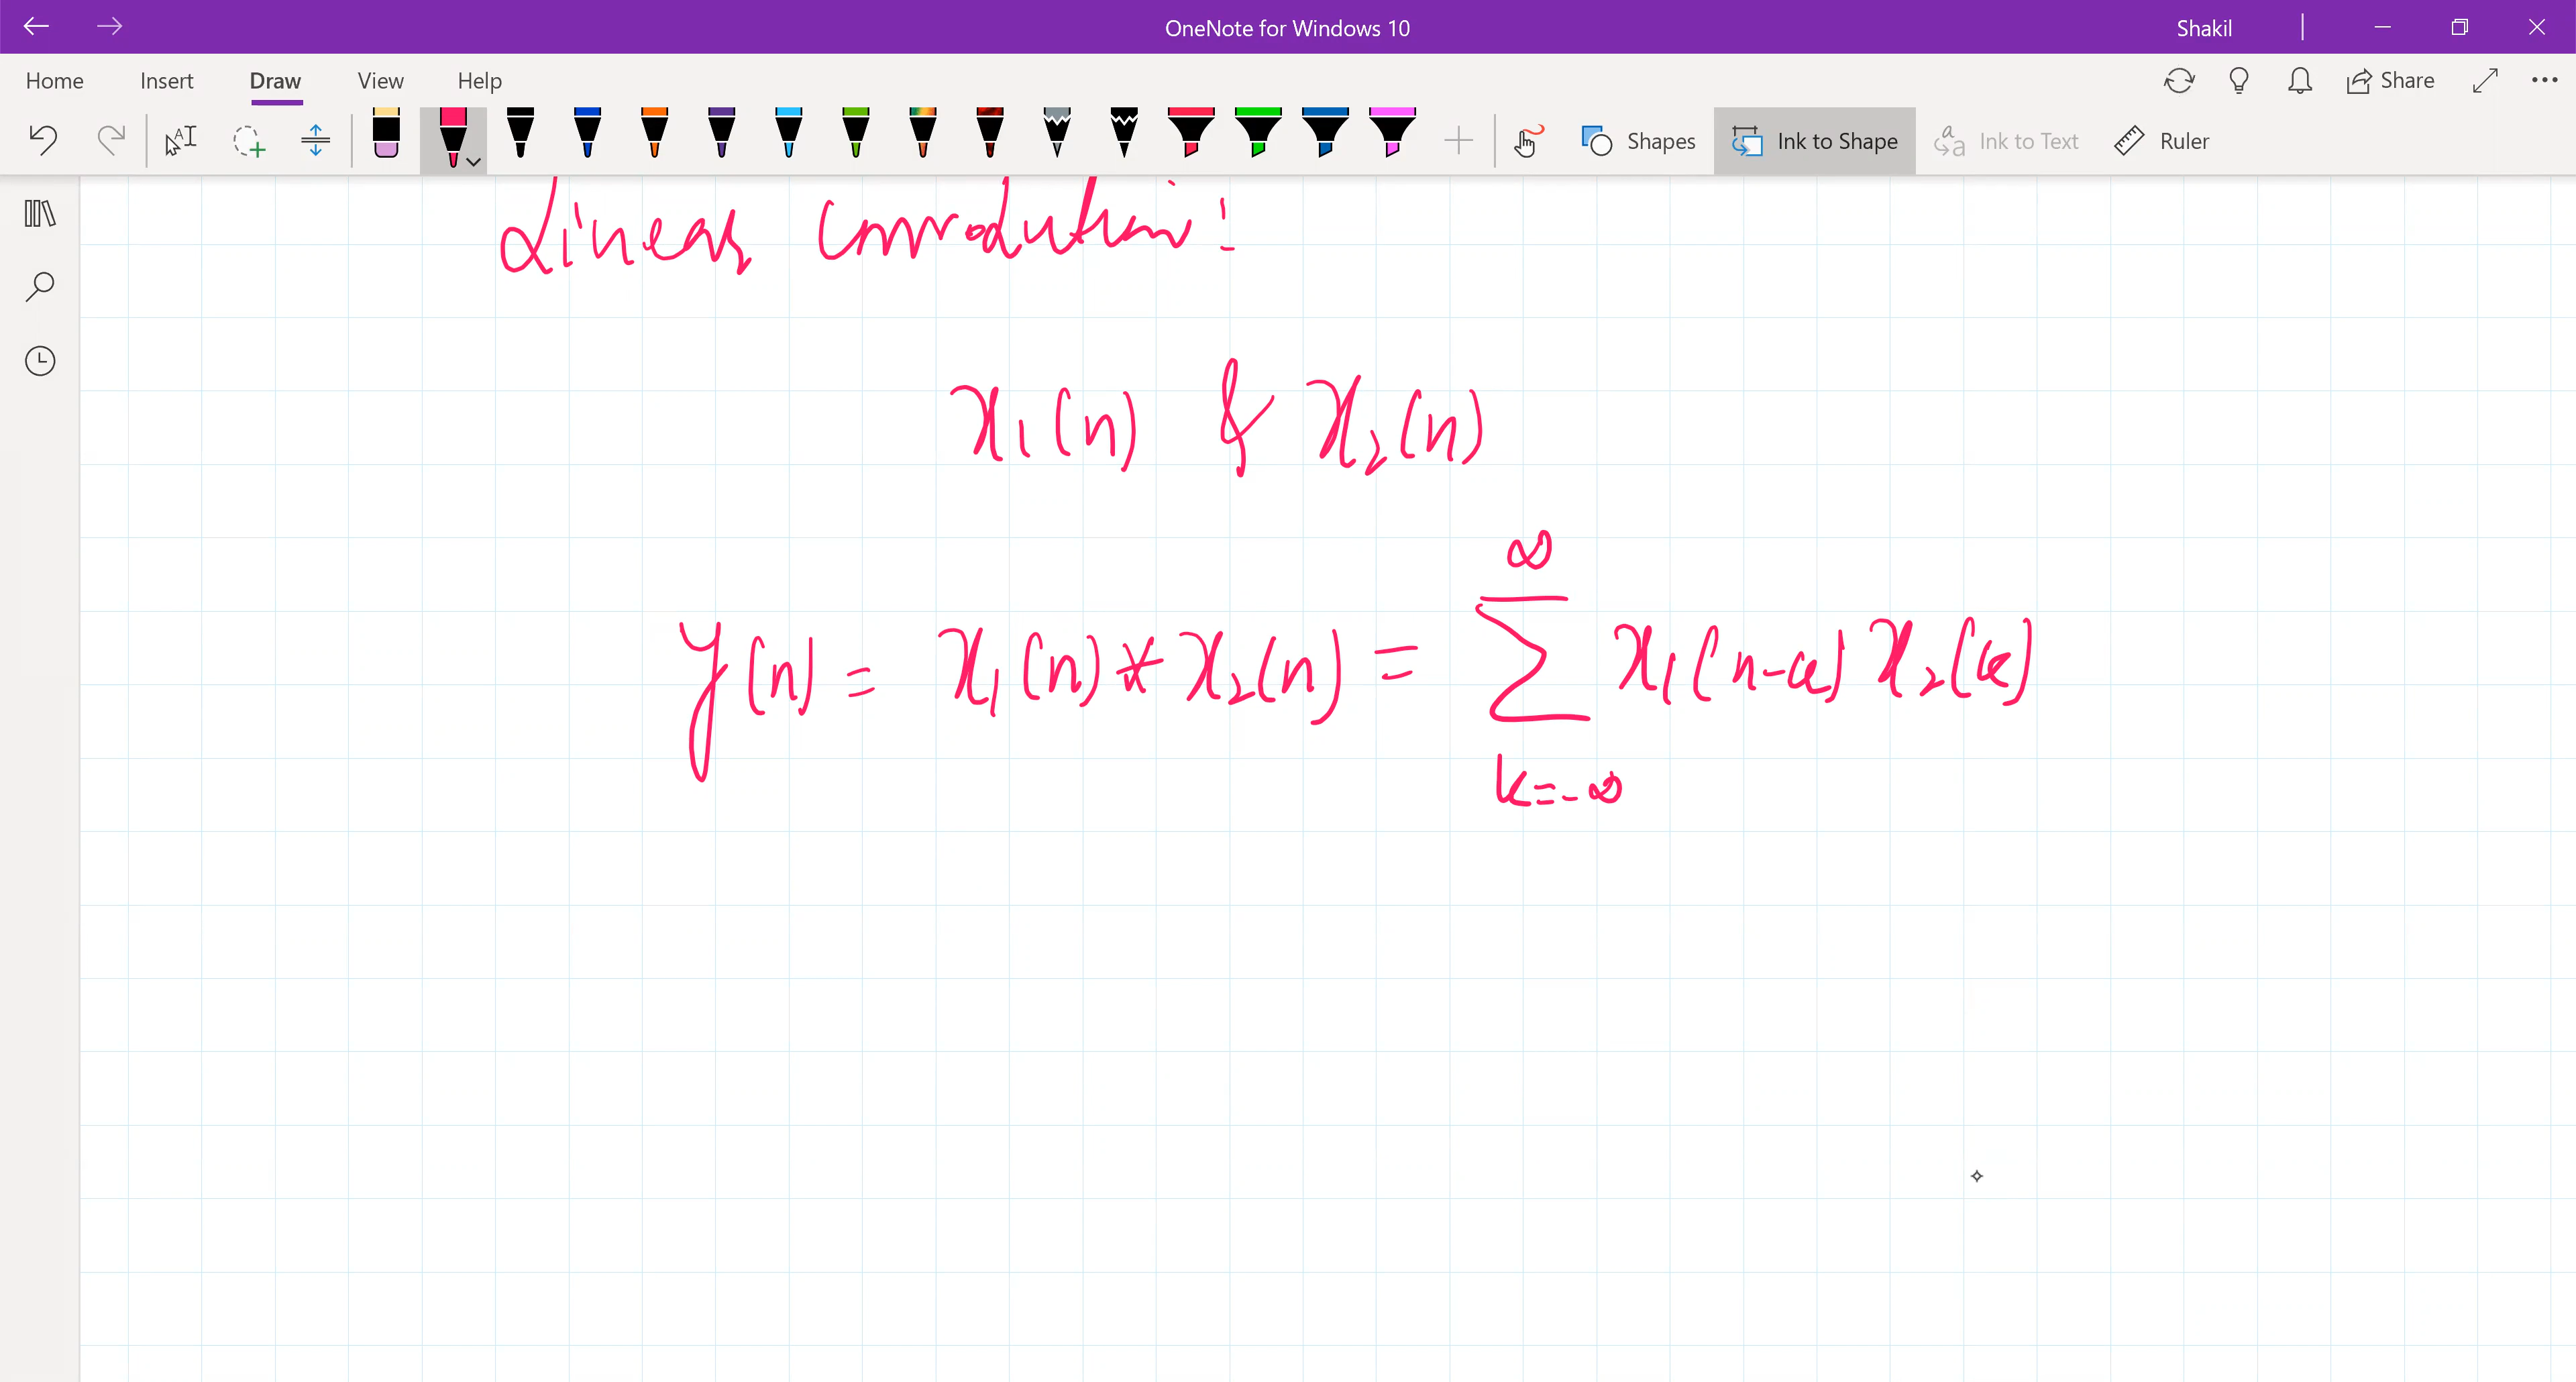 OneNote for Windows 10 Shakil
Home Insert Draw View Help Share
Shapes Ink to Shape Ink to Text Ruler
Linear Convolution:
x₁(n) & x₂(n)
y(n) = x₁(n) * x₂(n) = ∑_{k=-∞}^{∞} x₁(n-k) x₂(k)